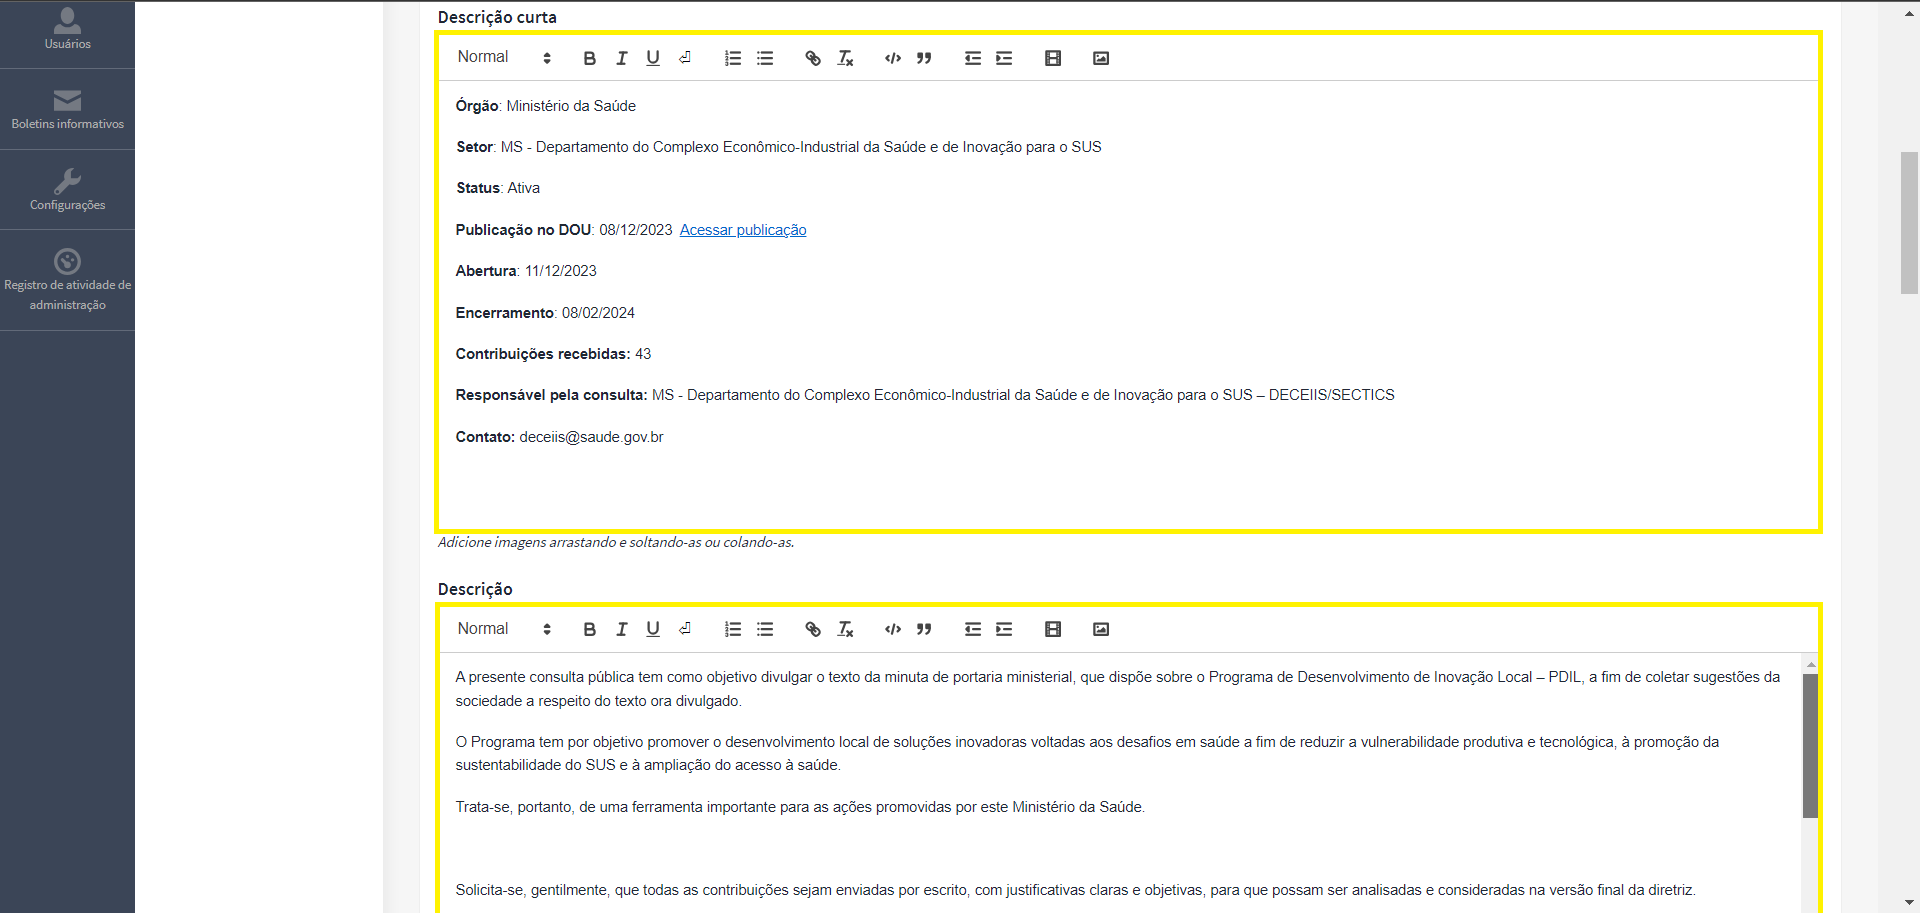 Usuários
Boletins informativos
Configurações
Registro de atividade de
administração
Descrição curta
Normal
Órgão: Ministério da Saúde
Setor: MS - Departamento do Complexo Econômico-Industrial da Saúde e de Inovação para o SUS
Status: Ativa
Publicação no DOU: 08/12/2023 Acessar publicação
Abertura: 11/12/2023
Encerramento: 08/02/2024
Contribuições recebidas: 43
Responsável pela consulta: MS - Departamento do Complexo Econômico-Industrial da Saúde e de Inovação para o SUS – DECEIIS/SECTICS
Contato: deceiis@saude.gov.br
Adicione imagens arrastando e soltando-as ou colando-as.
Descrição
Normal
A presente consulta pública tem como objetivo divulgar o texto da minuta de portaria ministerial, que dispõe sobre o Programa de Desenvolvimento de Inovação Local – PDIL, a fim de coletar sugestões da
sociedade a respeito do texto ora divulgado.
O Programa tem por objetivo promover o desenvolvimento local de soluções inovadoras voltadas aos desafios em saúde a fim de reduzir a vulnerabilidade produtiva e tecnológica, à promoção da
sustentabilidade do SUS e à ampliação do acesso à saúde.
Trata-se, portanto, de uma ferramenta importante para as ações promovidas por este Ministério da Saúde.
Solicita-se, gentilmente, que todas as contribuições sejam enviadas por escrito, com justificativas claras e objetivas, para que possam ser analisadas e consideradas na versão final da diretriz.